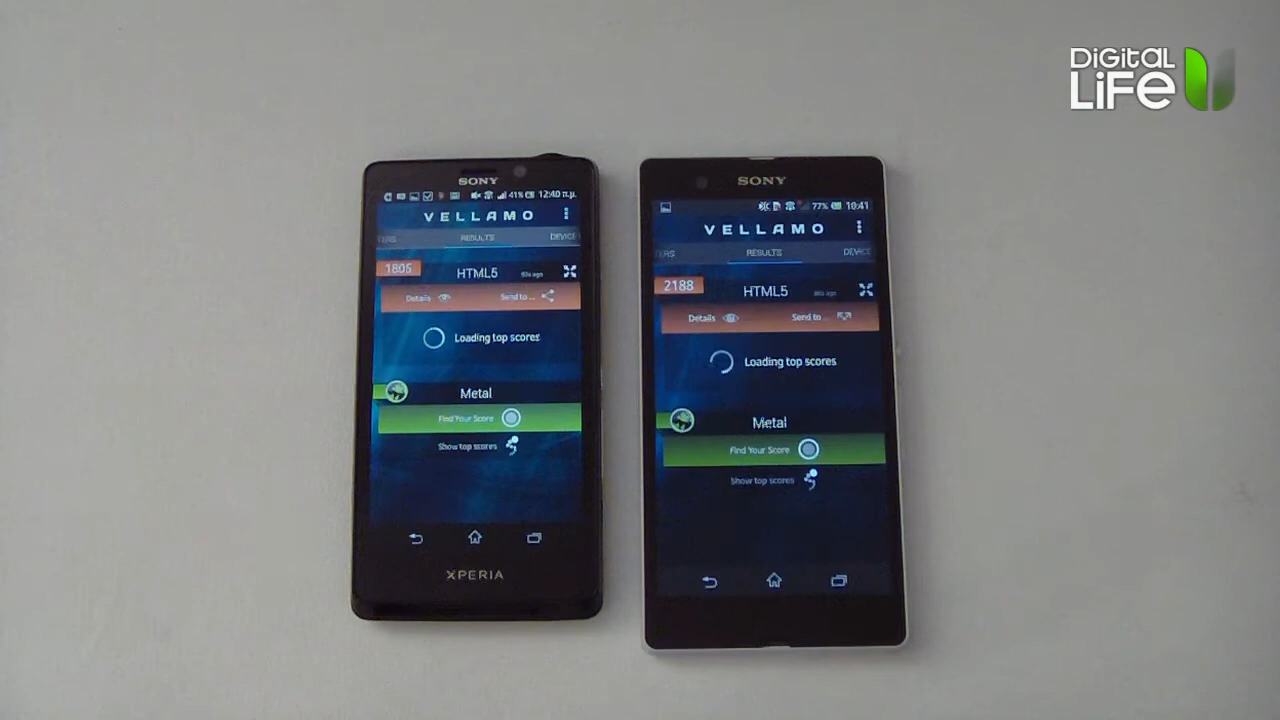 DiGiTaL
LiFe
SONY
41% 12:40 π.μ.
VELLAMO
RESULTS DEVICE
1805 HTML5
Details Send to ...
Loading top scores
Metal
Find Your Score
Show top scores
XPERIA
SONY
77% 10:41
VELLAMO
RESULTS
2188 HTML5
Details Send to ...
Loading top scores
Metal
Find Your Score
Show top scores